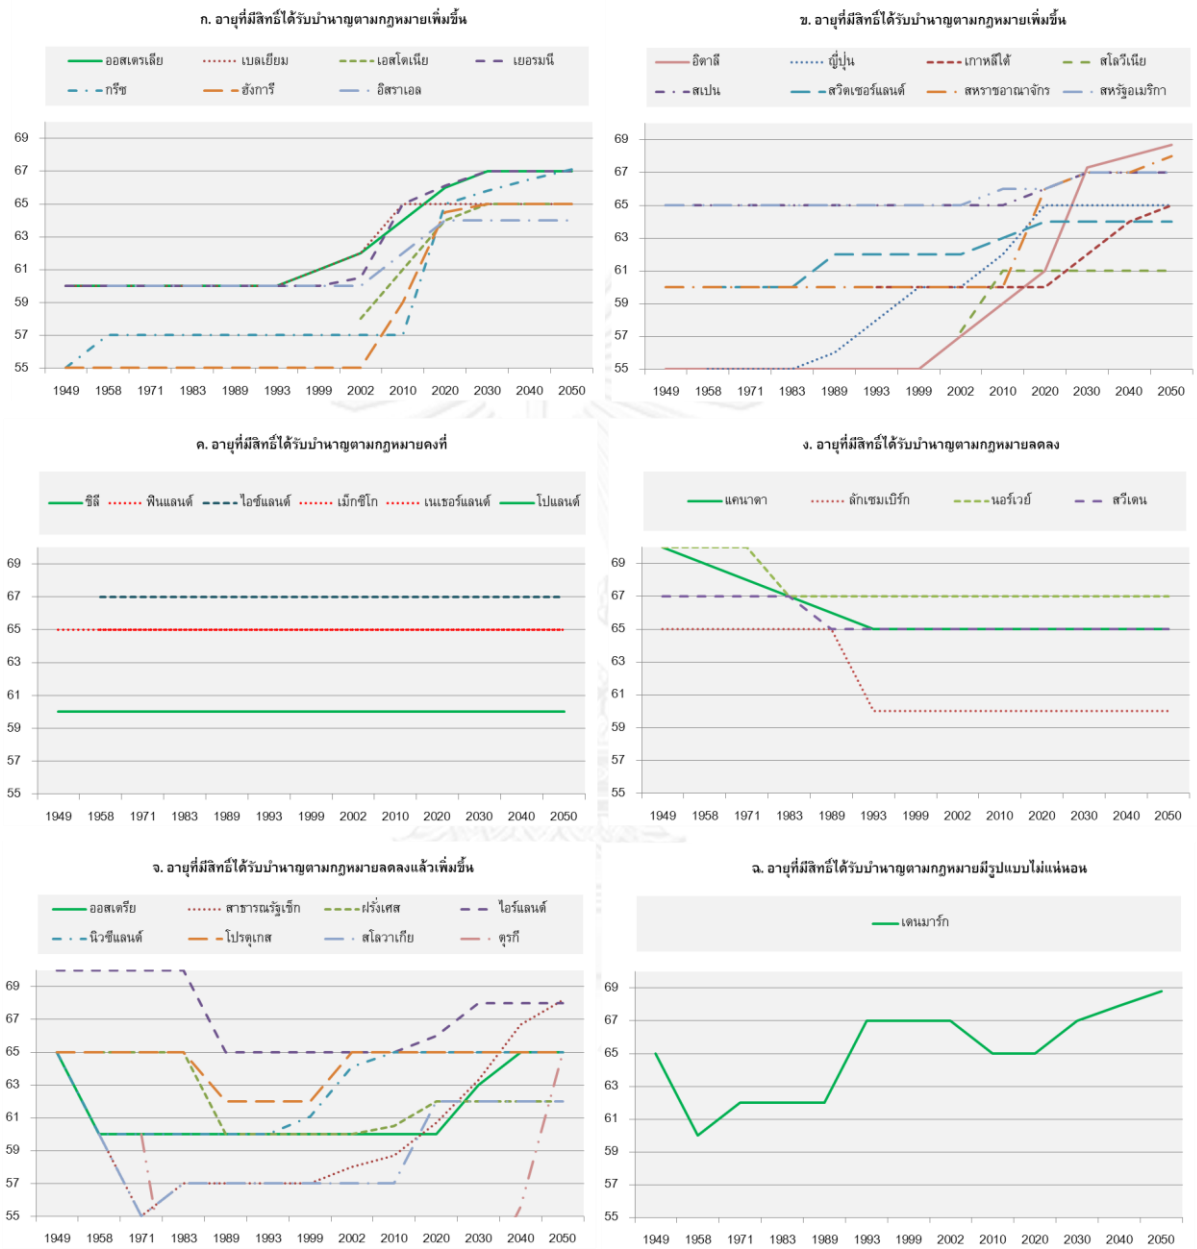 ก. อายุที่มีสิทธิ์ได้รับบำนาญตามกฎหมายเพิ่มขึ้น
ออสเตรเลีย เบลเยียม เอสโตเนีย เยอรมนี
กรีซ ฮังการี อิสราเอล
69
67
65
63
61
59
57
55
1949 1958 1971 1983 1989 1993 1999 2002 2010 2020 2030 2040 2050
ข. อายุที่มีสิทธิ์ได้รับบำนาญตามกฎหมายเพิ่มขึ้น
อิตาลี ญี่ปุ่น เกาหลีใต้ สโลวีเนีย
สเปน สวิตเซอร์แลนด์ สหราชอาณาจักร สหรัฐอเมริกา
69
67
65
63
61
59
57
55
1949 1958 1971 1983 1989 1993 1999 2002 2010 2020 2030 2040 2050
ค. อายุที่มีสิทธิ์ได้รับบำนาญตามกฎหมายคงที่
ชิลี ฟินแลนด์ ไอซ์แลนด์ เม็กซิโก เนเธอร์แลนด์ โปแลนด์
69
67
65
63
61
59
57
55
1949 1958 1971 1983 1989 1993 1999 2002 2010 2020 2030 2040 2050
ง. อายุที่มีสิทธิ์ได้รับบำนาญตามกฎหมายลดลง
แคนาดา ลักเซมเบิร์ก นอร์เวย์ สวีเดน
69
67
65
63
61
59
57
55
1949 1958 1971 1983 1989 1993 1999 2002 2010 2020 2030 2040 2050
จ. อายุที่มีสิทธิ์ได้รับบำนาญตามกฎหมายลดลงแล้วเพิ่มขึ้น
ออสเตรีย สาธารณรัฐเช็ก ฝรั่งเศส ไอร์แลนด์
นิวซีแลนด์ โปรตุเกส สโลวาเกีย ตุรกี
69
67
65
63
61
59
57
55
1949 1958 1971 1983 1989 1993 1999 2002 2010 2020 2030 2040 2050
ฉ. อายุที่มีสิทธิ์ได้รับบำนาญตามกฎหมายมีรูปแบบไม่แน่นอน
เดนมาร์ก
69
67
65
63
61
59
57
55
1949 1958 1971 1983 1989 1993 1999 2002 2010 2020 2030 2040 2050